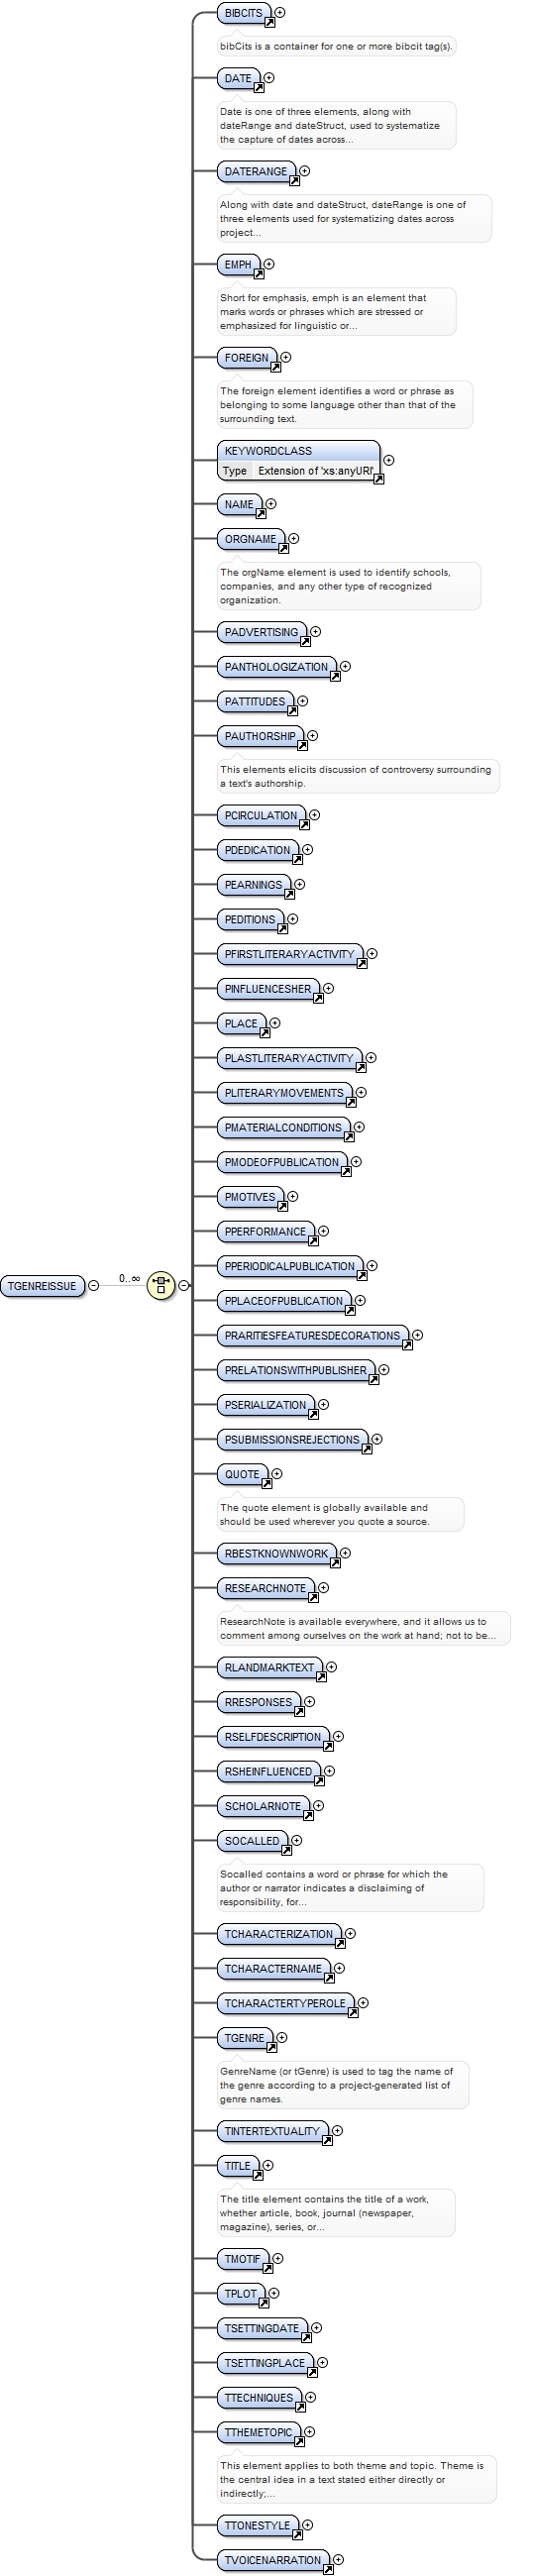 BIBCITS
bibCits is a container for one or more bibcit tag(s).
DATE
Date is one of three elements, along with
dateRange and dateStruct, used to systematize
the capture of dates across...
DATERANGE
Along with date and dateStruct, dateRange is one of
three elements used for systematizing dates across
project...
EMPH
Short for emphasis, emph is an element that
marks words or phrases which are stressed or
emphasized for linguistic or...
FOREIGN
The foreign element identifies a word or phrase as
belonging to some language other than that of the
surrounding text.
KEYWORDCLASS
Type Extension of 'xs:anyURI'
NAME
ORGNAME
The orgName element is used to identify schools,
companies, and any other type of recognized
organization.
PADVERTISING
PANTHOLOGIZATION
PATTITUDES
PAUTHORSHIP
This elements elicits discussion of controversy surrounding
a text's authorship.
PCIRCULATION
PDEDICATION
PEARNINGS
PEDITIONS
PFIRSTLITERARYACTIVITY
PINFLUENCESHER
PLACE
PLASTLITERARYACTIVITY
PLITERARYMOVEMENTS
PMATERIALCONDITIONS
PMODEOFPUBLICATION
PMOTIVES
PPERFORMANCE
PPERIODICALPUBLICATION
TGENREISSUE 0..∞
PPLACEOFPUBLICATION
PRARITIESFEATURESDECORATIONS
PRELATIONSWITHPUBLISHER
PSERIALIZATION
PSUBMISSIONSREJECTIONS
QUOTE
The quote element is globally available and
should be used wherever you quote a source.
RBESTKNOWNWORK
RESEARCHNOTE
ResearchNote is available everywhere, and it allows us to
comment among ourselves on the work at hand; not to be...
RLANDMARKTEXT
RRESPONSES
RSELFDESCRIPTION
RSHEINFLUENCED
SCHOLARNOTE
SOCALLED
Socalled contains a word or phrase for which the
author or narrator indicates a disclaiming of
responsibility, for...
TCHARACTERIZATION
TCHARACTERNAME
TCHARACTERTYPEROLE
TGENRE
GenreName (or tGenre) is used to tag the name of
the genre according to a project-generated list of
genre names.
TINTERTEXTUALITY
TITLE
The title element contains the title of a work,
whether article, book, journal (newspaper,
magazine), series, or...
TMOTIF
TPLOT
TSETTINGDATE
TSETTINGPLACE
TTECHNIQUES
TTHEMETOPIC
This element applies to both theme and topic. Theme is
the central idea in a text stated either directly or
indirectly;...
TTONESTYLE
TVOICENARRATION